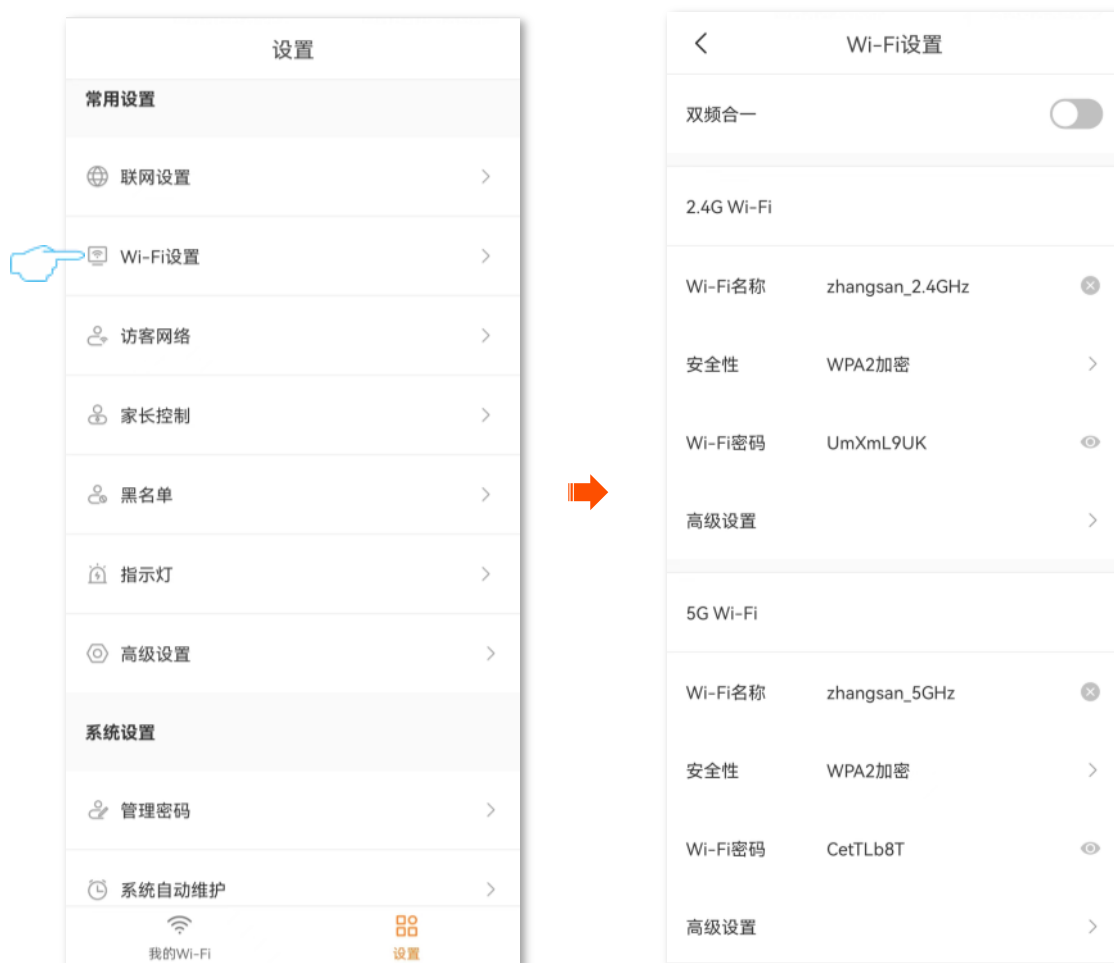 设置
常用设置
联网设置
Wi-Fi设置
访客网络
家长控制
黑名单
指示灯
高级设置
系统设置
管理密码
系统自动维护
我的Wi-Fi
设置
Wi-Fi设置
双频合一
2.4G Wi-Fi
Wi-Fi名称 zhangsan_2.4GHz
安全性 WPA2加密
Wi-Fi密码 UmXmL9UK
高级设置
5G Wi-Fi
Wi-Fi名称 zhangsan_5GHz
安全性 WPA2加密
Wi-Fi密码 CetTLb8T
高级设置